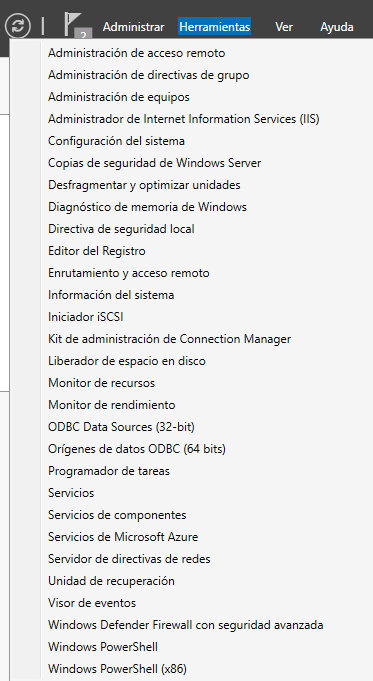 2
Administrar Herramientas Ver Ayuda
Administración de acceso remoto
Administración de directivas de grupo
Administración de equipos
Administrador de Internet Information Services (IIS)
Configuración del sistema
Copias de seguridad de Windows Server
Desfragmentar y optimizar unidades
Diagnóstico de memoria de Windows
Directiva de seguridad local
Editor del Registro
Enrutamiento y acceso remoto
Información del sistema
Iniciador iSCSI
Kit de administración de Connection Manager
Liberador de espacio en disco
Monitor de recursos
Monitor de rendimiento
ODBC Data Sources (32-bit)
Orígenes de datos ODBC (64 bits)
Programador de tareas
Servicios
Servicios de componentes
Servicios de Microsoft Azure
Servidor de directivas de redes
Unidad de recuperación
Visor de eventos
Windows Defender Firewall con seguridad avanzada
Windows PowerShell
Windows PowerShell (x86)